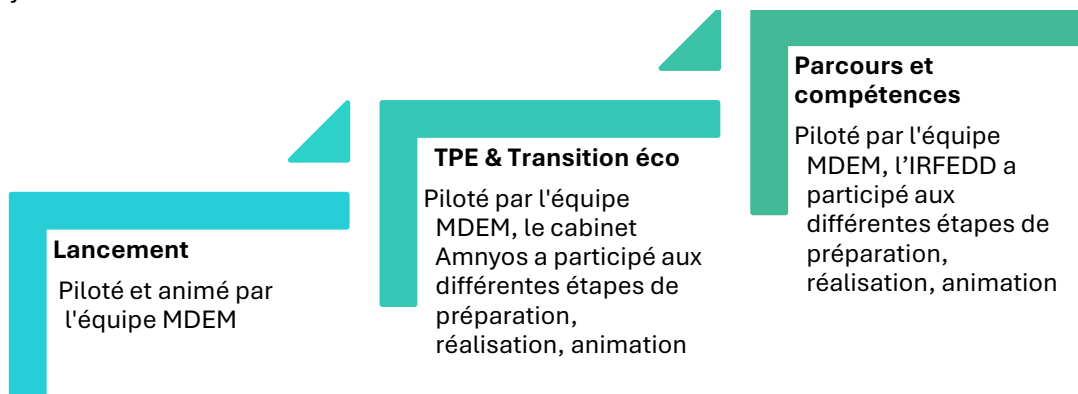 Lancement
Piloté et animé par
l'équipe MDEM
TPE & Transition éco
Piloté par l'équipe
MDEM, le cabinet
Amnyos a participé aux
différentes étapes de
préparation,
réalisation, animation
Parcours et
compétences
Piloté par l'équipe
MDEM, l’IRFEDD a
participé aux
différentes étapes de
préparation,
réalisation, animation